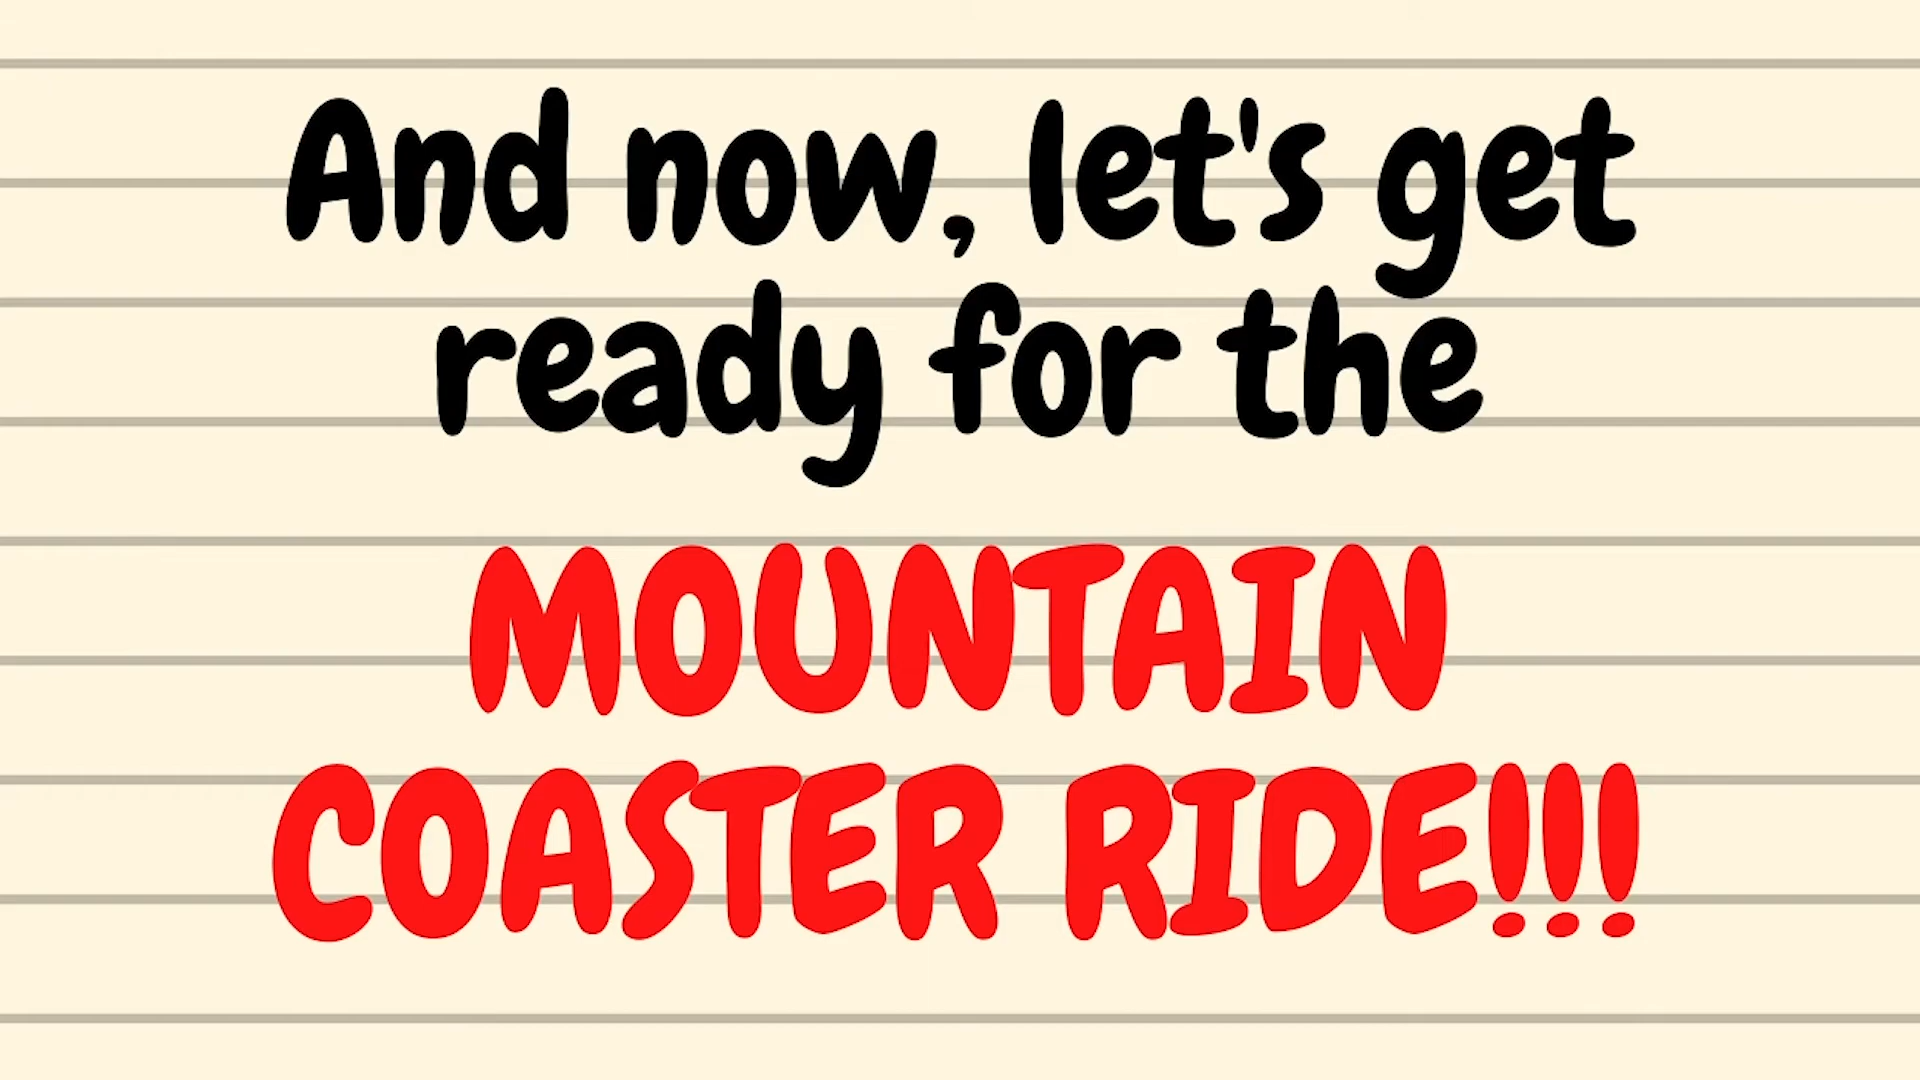 And now, let's get
ready for the
MOUNTAIN
COASTER RIDE!!!